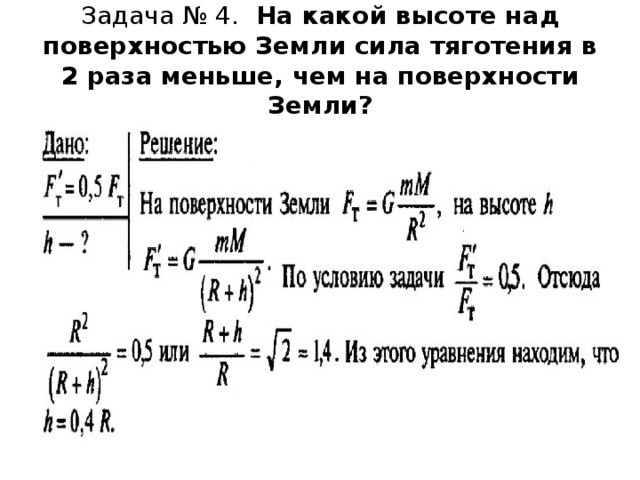 Задача № 4. На какой высоте над
поверхностью Земли сила тяготения в
2 раза меньше, чем на поверхности
Земли?
Дано: Решение:
F′т = 0,5 Fт На поверхности Земли Fт = G mM/R², на высоте h
h — ? F′т = G mM/(R + h)². По условию задачи F′т/Fт = 0,5. Отсюда
R²/(R + h)² = 0,5 или (R + h)/R = √2 ≈ 1,4. Из этого уравнения находим, что
h = 0,4 R.